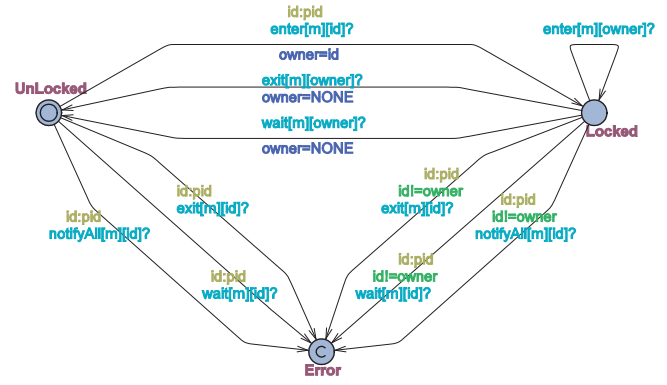 id:pid
enter[m][id]?
owner=id
enter[m][owner]?
UnLocked
exit[m][owner]?
owner=NONE
wait[m][owner]?
owner=NONE
Locked
id:pid
id!=owner
exit[m][id]?
id:pid
exit[m][id]?
id:pid
id!=owner
notifyAll[m][id]?
id:pid
notifyAll[m][id]?
id:pid
id!=owner
wait[m][id]?
id:pid
wait[m][id]?
C
Error